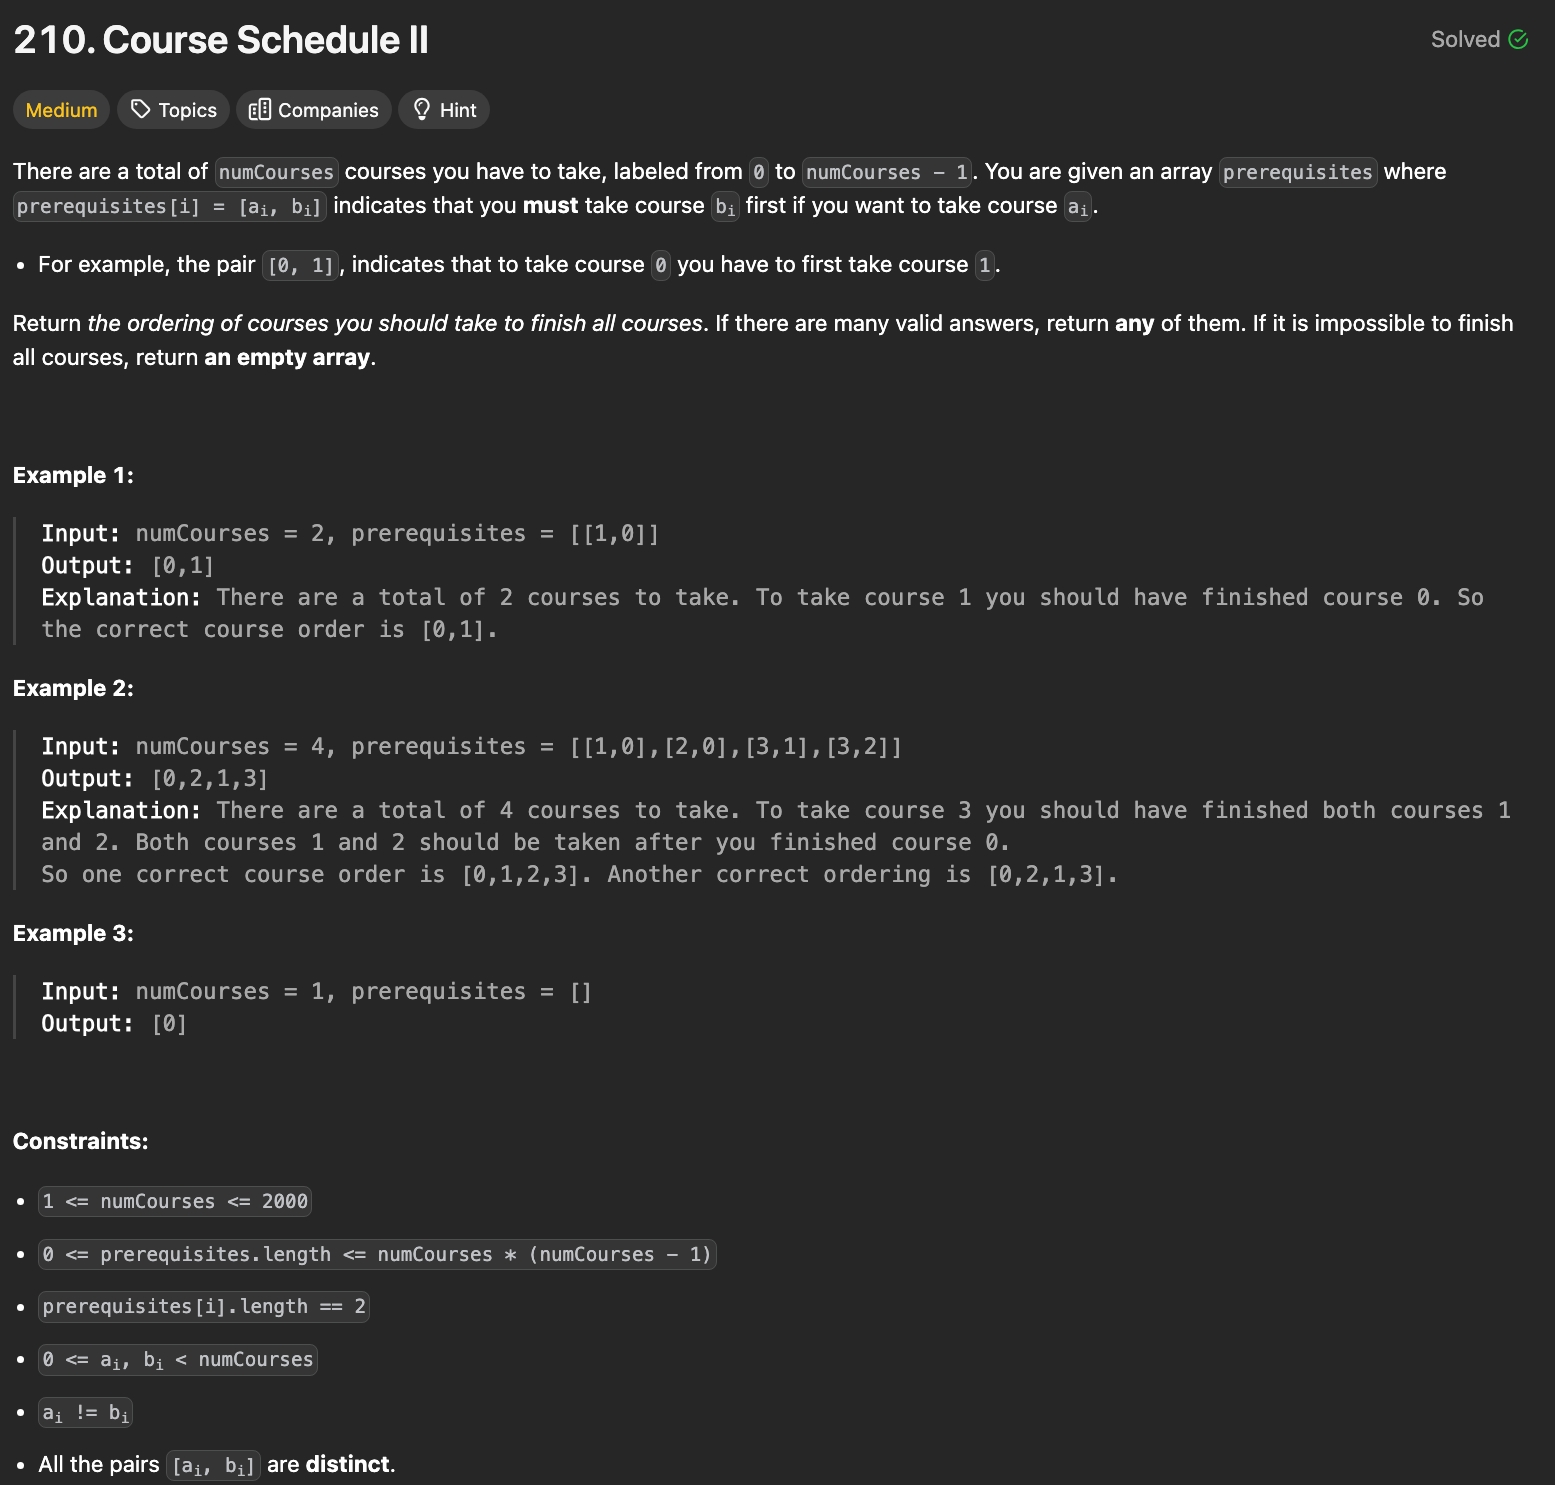 210. Course Schedule II
Solved
Medium
Topics
Companies
Hint
There are a total of numCourses courses you have to take, labeled from 0 to numCourses - 1. You are given an array prerequisites where
prerequisites[i] = [ai, bi] indicates that you must take course bi first if you want to take course ai.
• For example, the pair [0, 1], indicates that to take course 0 you have to first take course 1.
Return the ordering of courses you should take to finish all courses. If there are many valid answers, return any of them. If it is impossible to finish
all courses, return an empty array.
Example 1:
Input: numCourses = 2, prerequisites = [[1,0]]
Output: [0,1]
Explanation: There are a total of 2 courses to take. To take course 1 you should have finished course 0. So
the correct course order is [0,1].
Example 2:
Input: numCourses = 4, prerequisites = [[1,0],[2,0],[3,1],[3,2]]
Output: [0,2,1,3]
Explanation: There are a total of 4 courses to take. To take course 3 you should have finished both courses 1
and 2. Both courses 1 and 2 should be taken after you finished course 0.
So one correct course order is [0,1,2,3]. Another correct ordering is [0,2,1,3].
Example 3:
Input: numCourses = 1, prerequisites = []
Output: [0]
Constraints:
• 1 <= numCourses <= 2000
• 0 <= prerequisites.length <= numCourses * (numCourses - 1)
• prerequisites[i].length == 2
• 0 <= ai, bi < numCourses
• ai != bi
• All the pairs [ai, bi] are distinct.